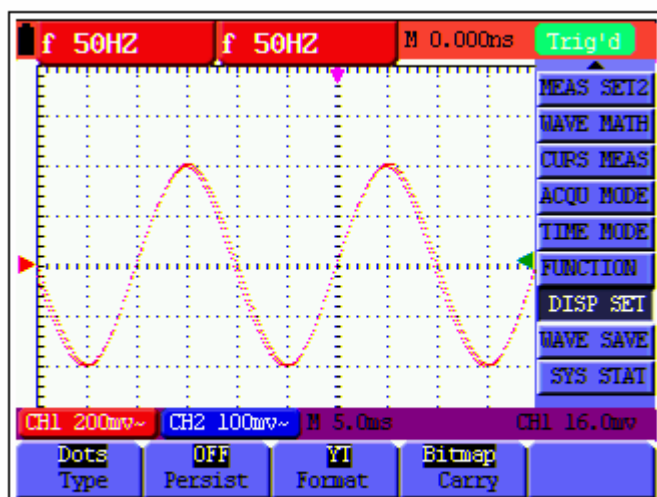 f 50HZ f 50HZ M 0.000ns Trig'd
MEAS SET2
WAVE MATH
CURS MEAS
ACQU MODE
TIME MODE
FUNCTION
DISP SET
WAVE SAVE
SYS STAT
CH1 200mv~ CH2 100mv~ M 5.0ms CH1 16.0mv
Dots OFF YT Bitmap
Type Persist Format Carry